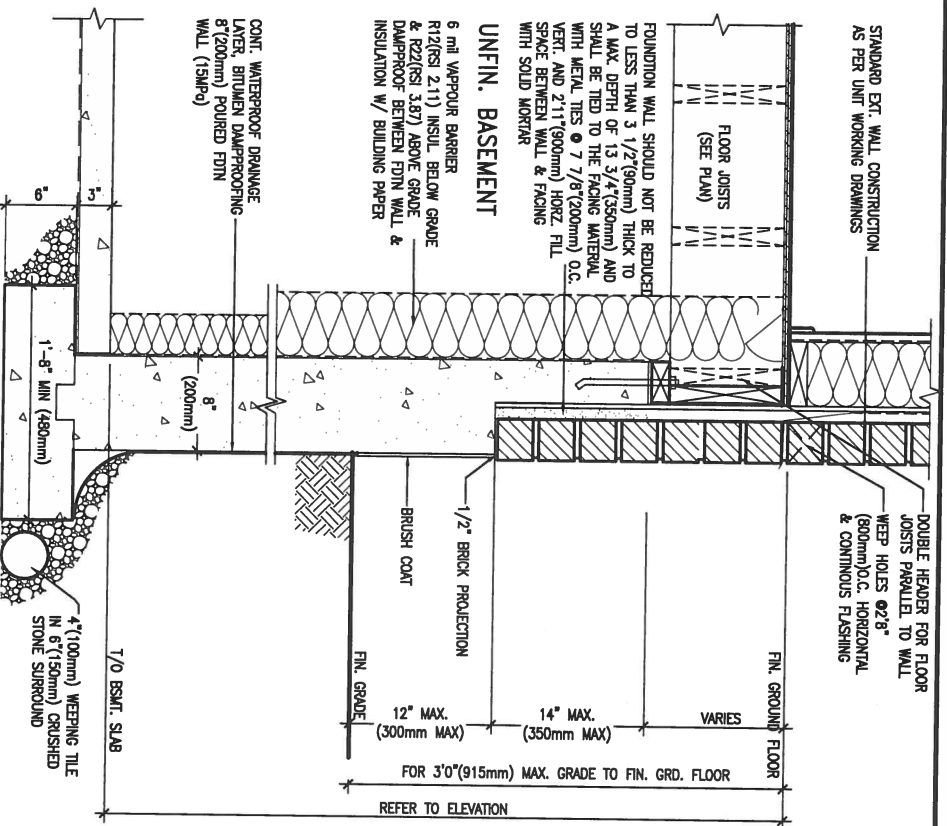 STANDARD EXT. WALL CONSTRUCTION
AS PER UNIT WORKING DRAWINGS
FLOOR JOISTS
(SEE PLAN)
FOUNDTION WALL SHOULD NOT BE REDUCED
TO LESS THAN 3 1/2"(90mm) THICK TO
A MAX. DEPTH OF 13 3/4"(350mm) AND
SHALL BE TIED TO THE FACING MATERIAL
WITH METAL TIES @ 7 7/8"(200mm) O.C.
VERT. AND 2'11"(900mm) HORZ. FILL
SPACE BETWEEN WALL & FACING
WITH SOLID MORTAR
UNFIN. BASEMENT
6 mil VAPPOUR BARRIER
R12(RSI 2.11) INSUL. BELOW GRADE
& R22(RSI 3.87) ABOVE GRADE
DAMPPROOF BETWEEN FDTN WALL &
INSULATION W/ BUILDING PAPER
CONT. WATERPROOF DRAINAGE
LAYER, BITUMEN DAMPPROOFING
8"(200mm) POURED FDTN
WALL (15MPa)
3"
6"
1'-8" MIN (480mm)
8"
(200mm)
DOUBLE HEADER FOR FLOOR
JOISTS PARALLEL TO WALL
WEEP HOLES @2'8"
(800mm)O.C. HORIZONTAL
& CONTINOUS FLASHING
1/2" BRICK PROJECTION
BRUSH COAT
FIN. GROUND FLOOR
VARIES
14" MAX.
(350mm MAX)
12" MAX.
(300mm MAX)
FIN. GRADE
FOR 3'0"(915mm) MAX. GRADE TO FIN. GRD. FLOOR
REFER TO ELEVATION
T/O BSMT. SLAB
4"(100mm) WEEPING TILE
IN 6"(150mm) CRUSHED
STONE SURROUND